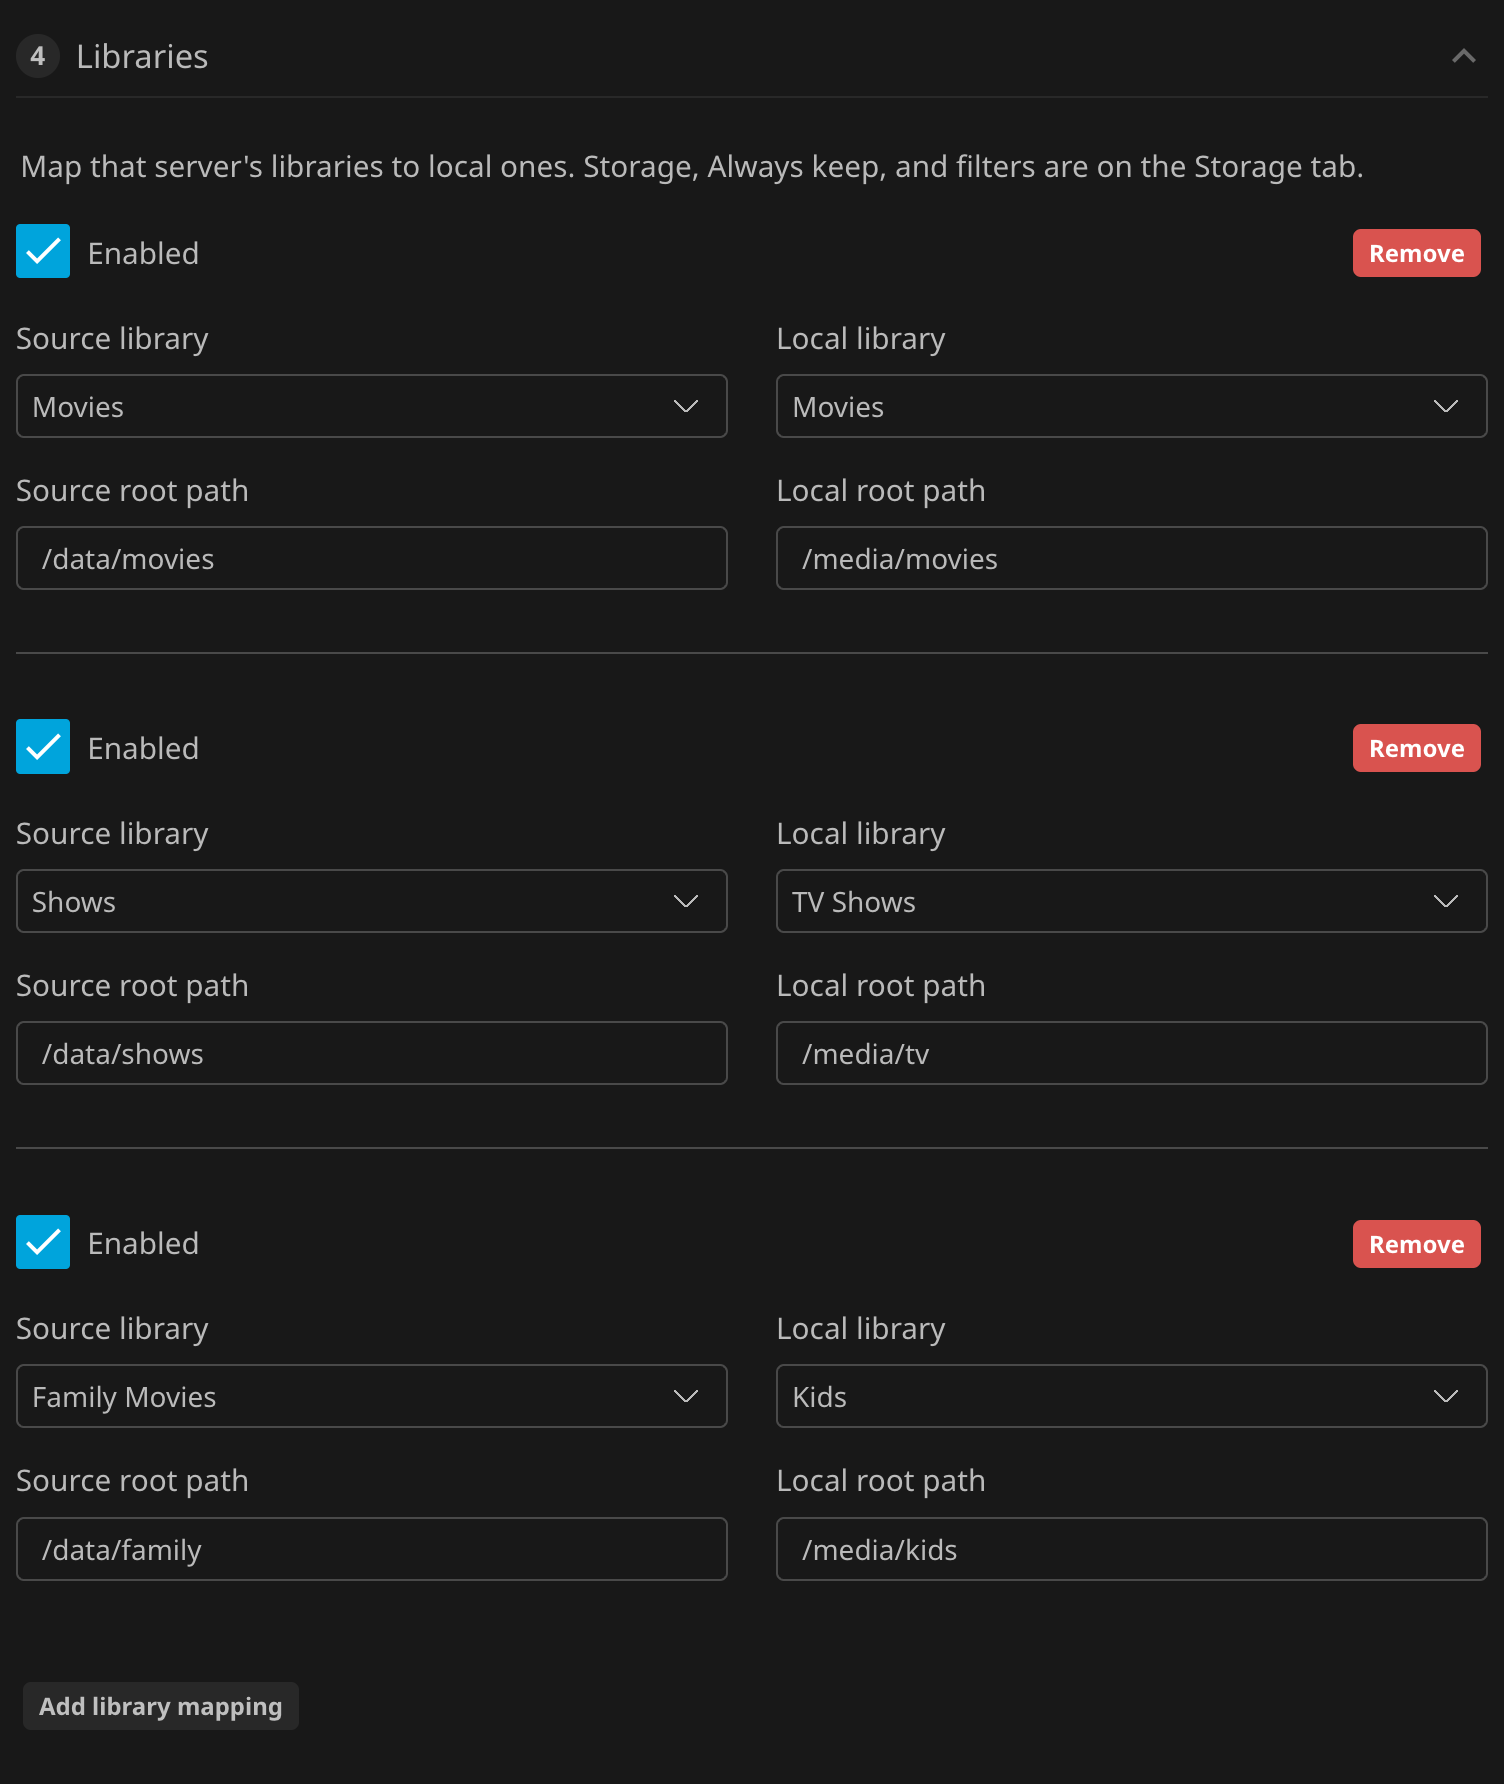 4 Libraries
Map that server's libraries to local ones. Storage, Always keep, and filters are on the Storage tab.
Enabled Remove
Source library Local library
Movies Movies
Source root path Local root path
/data/movies /media/movies
Enabled Remove
Source library Local library
Shows TV Shows
Source root path Local root path
/data/shows /media/tv
Enabled Remove
Source library Local library
Family Movies Kids
Source root path Local root path
/data/family /media/kids
Add library mapping